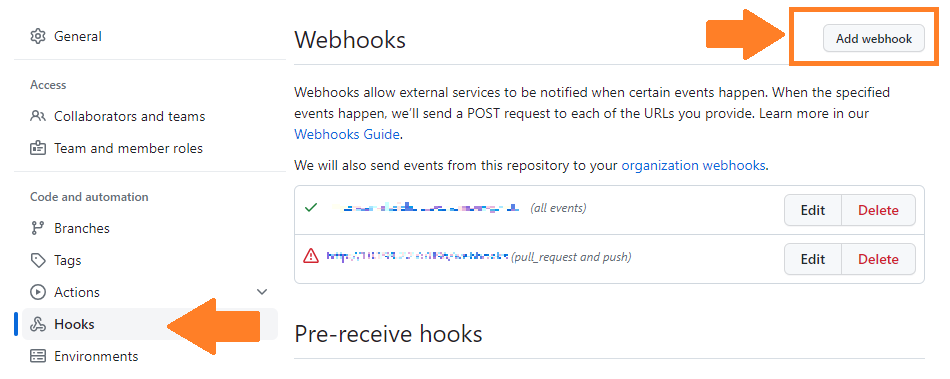 General
Access
Collaborators and teams
Team and member roles
Code and automation
Branches
Tags
Actions
Hooks
Environments
Webhooks
Add webhook
Webhooks allow external services to be notified when certain events happen. When the specified
events happen, we'll send a POST request to each of the URLs you provide. Learn more in our
Webhooks Guide.
We will also send events from this repository to your organization webhooks.
(all events)
Edit
Delete
(pull_request and push)
Edit
Delete
Pre-receive hooks